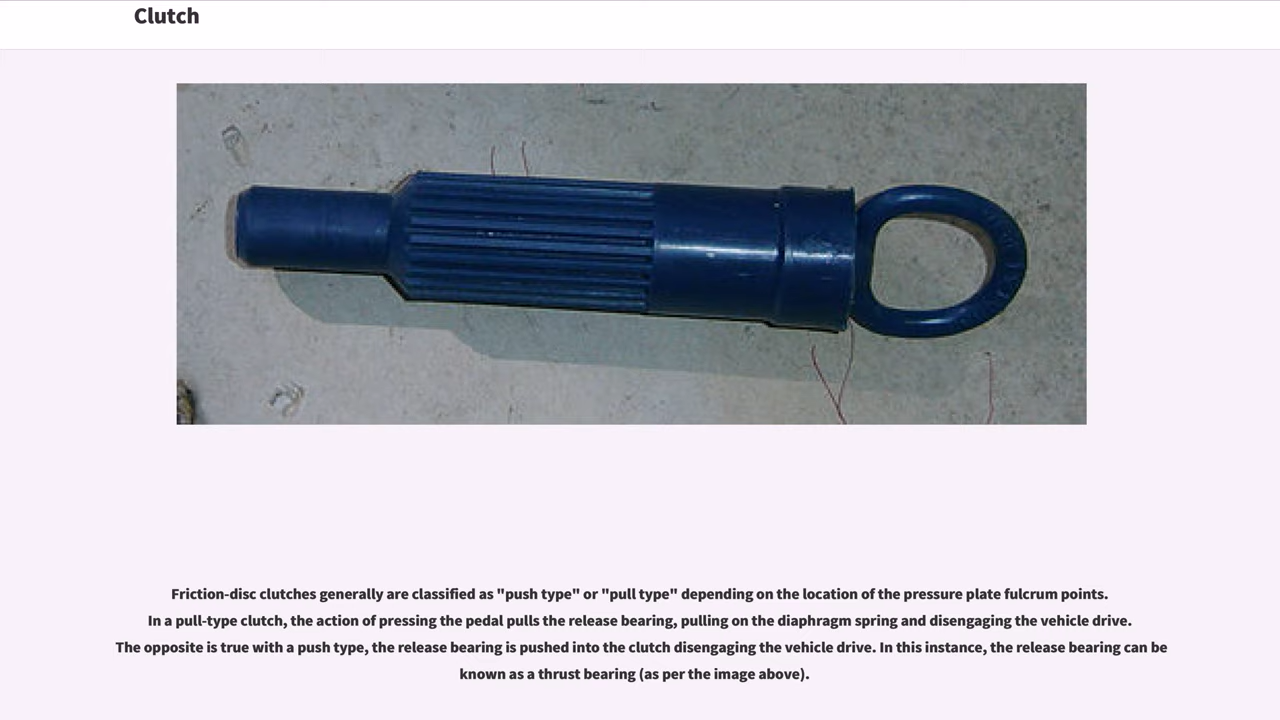 Clutch
Friction-disc clutches generally are classified as "push type" or "pull type" depending on the location of the pressure plate fulcrum points.
In a pull-type clutch, the action of pressing the pedal pulls the release bearing, pulling on the diaphragm spring and disengaging the vehicle drive.
The opposite is true with a push type, the release bearing is pushed into the clutch disengaging the vehicle drive. In this instance, the release bearing can be
known as a thrust bearing (as per the image above).